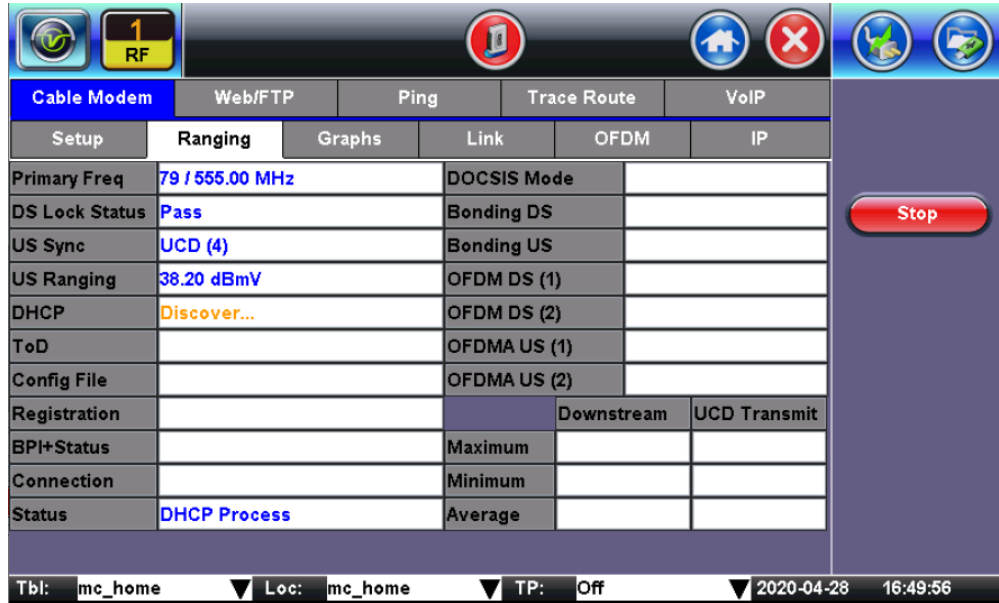 1
RF
Cable Modem Web/FTP Ping Trace Route VoIP
Setup Ranging Graphs Link OFDM IP
Primary Freq 79 / 555.00 MHz DOCSIS Mode
DS Lock Status Pass Bonding DS
Stop
US Sync UCD (4) Bonding US
US Ranging 38.20 dBmV OFDM DS (1)
DHCP Discover... OFDM DS (2)
ToD OFDMA US (1)
Config File OFDMA US (2)
Registration Downstream UCD Transmit
BPI+Status Maximum
Connection Minimum
Status DHCP Process Average
Tbl: mc_home Loc: mc_home TP: Off 2020-04-28 16:49:56